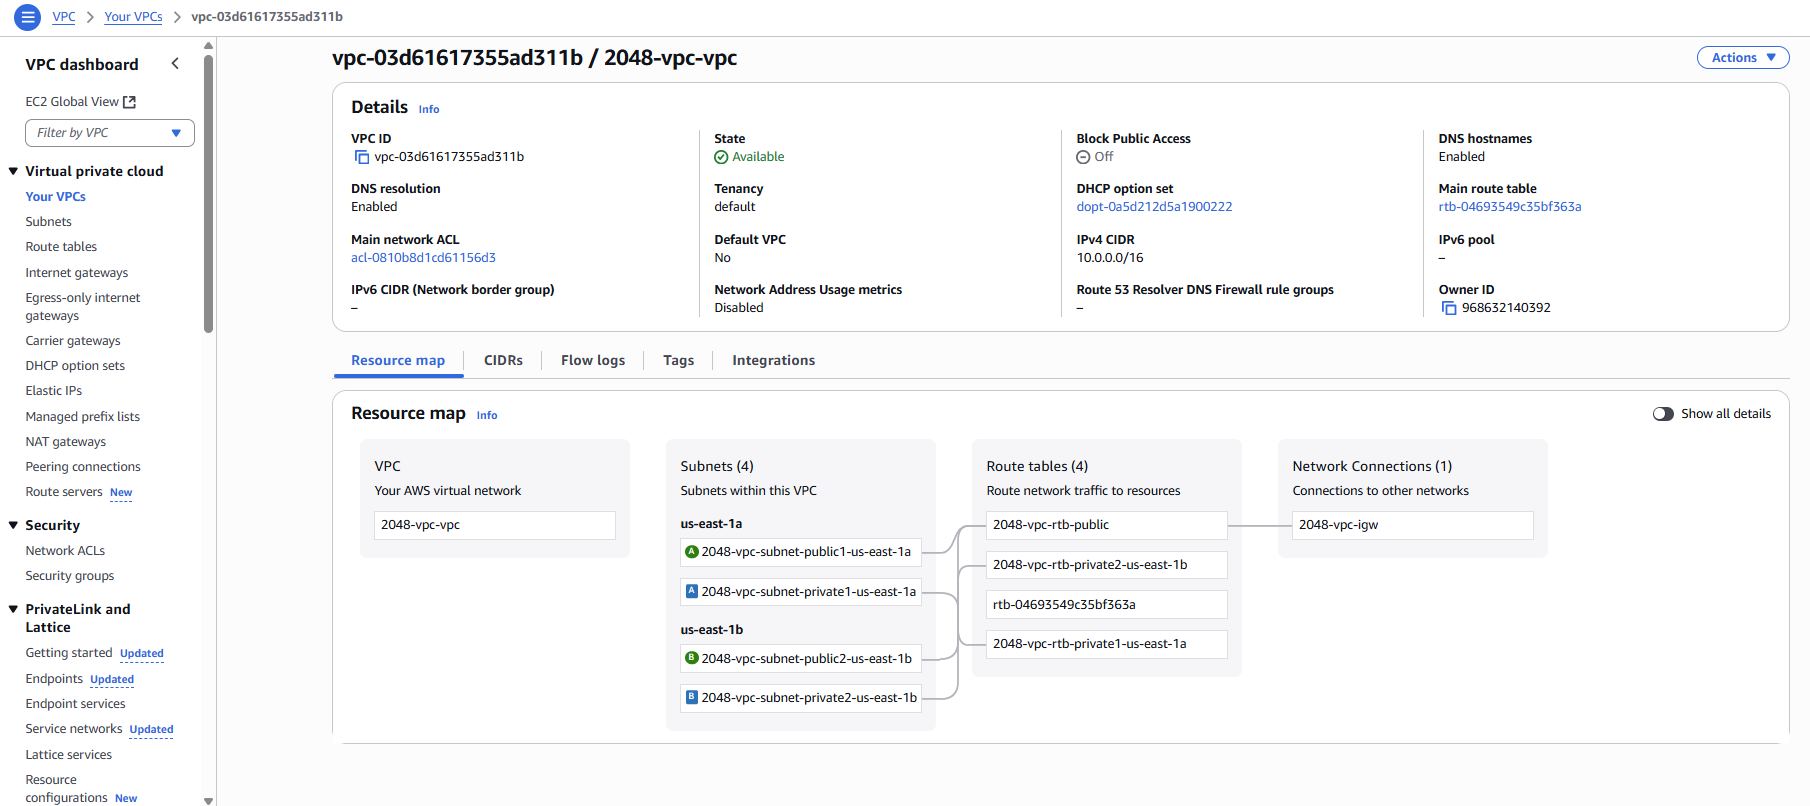 VPC > Your VPCs > vpc-03d61617355ad311b
VPC dashboard
EC2 Global View
Filter by VPC
Virtual private cloud
Your VPCs
Subnets
Route tables
Internet gateways
Egress-only internet
gateways
Carrier gateways
DHCP option sets
Elastic IPs
Managed prefix lists
NAT gateways
Peering connections
Route servers New
Security
Network ACLs
Security groups
PrivateLink and
Lattice
Getting started Updated
Endpoints Updated
Endpoint services
Service networks Updated
Lattice services
Resource
configurations New
vpc-03d61617355ad311b / 2048-vpc-vpc
Actions
Details Info
VPC ID
vpc-03d61617355ad311b
State
Available
Block Public Access
Off
DNS hostnames
Enabled
DNS resolution
Enabled
Tenancy
default
DHCP option set
dopt-0a5d212d5a1900222
Main route table
rtb-04693549c35bf363a
Main network ACL
acl-0810b8d1cd61156d3
Default VPC
No
IPv4 CIDR
10.0.0.0/16
IPv6 pool
–
IPv6 CIDR (Network border group)
–
Network Address Usage metrics
Disabled
Route 53 Resolver DNS Firewall rule groups
–
Owner ID
968632140392
Resource map CIDRs Flow logs Tags Integrations
Resource map Info
Show all details
VPC
Your AWS virtual network
2048-vpc-vpc
Subnets (4)
Subnets within this VPC
us-east-1a
A 2048-vpc-subnet-public1-us-east-1a
A 2048-vpc-subnet-private1-us-east-1a
us-east-1b
B 2048-vpc-subnet-public2-us-east-1b
B 2048-vpc-subnet-private2-us-east-1b
Route tables (4)
Route network traffic to resources
2048-vpc-rtb-public
2048-vpc-rtb-private2-us-east-1b
rtb-04693549c35bf363a
2048-vpc-rtb-private1-us-east-1a
Network Connections (1)
Connections to other networks
2048-vpc-igw